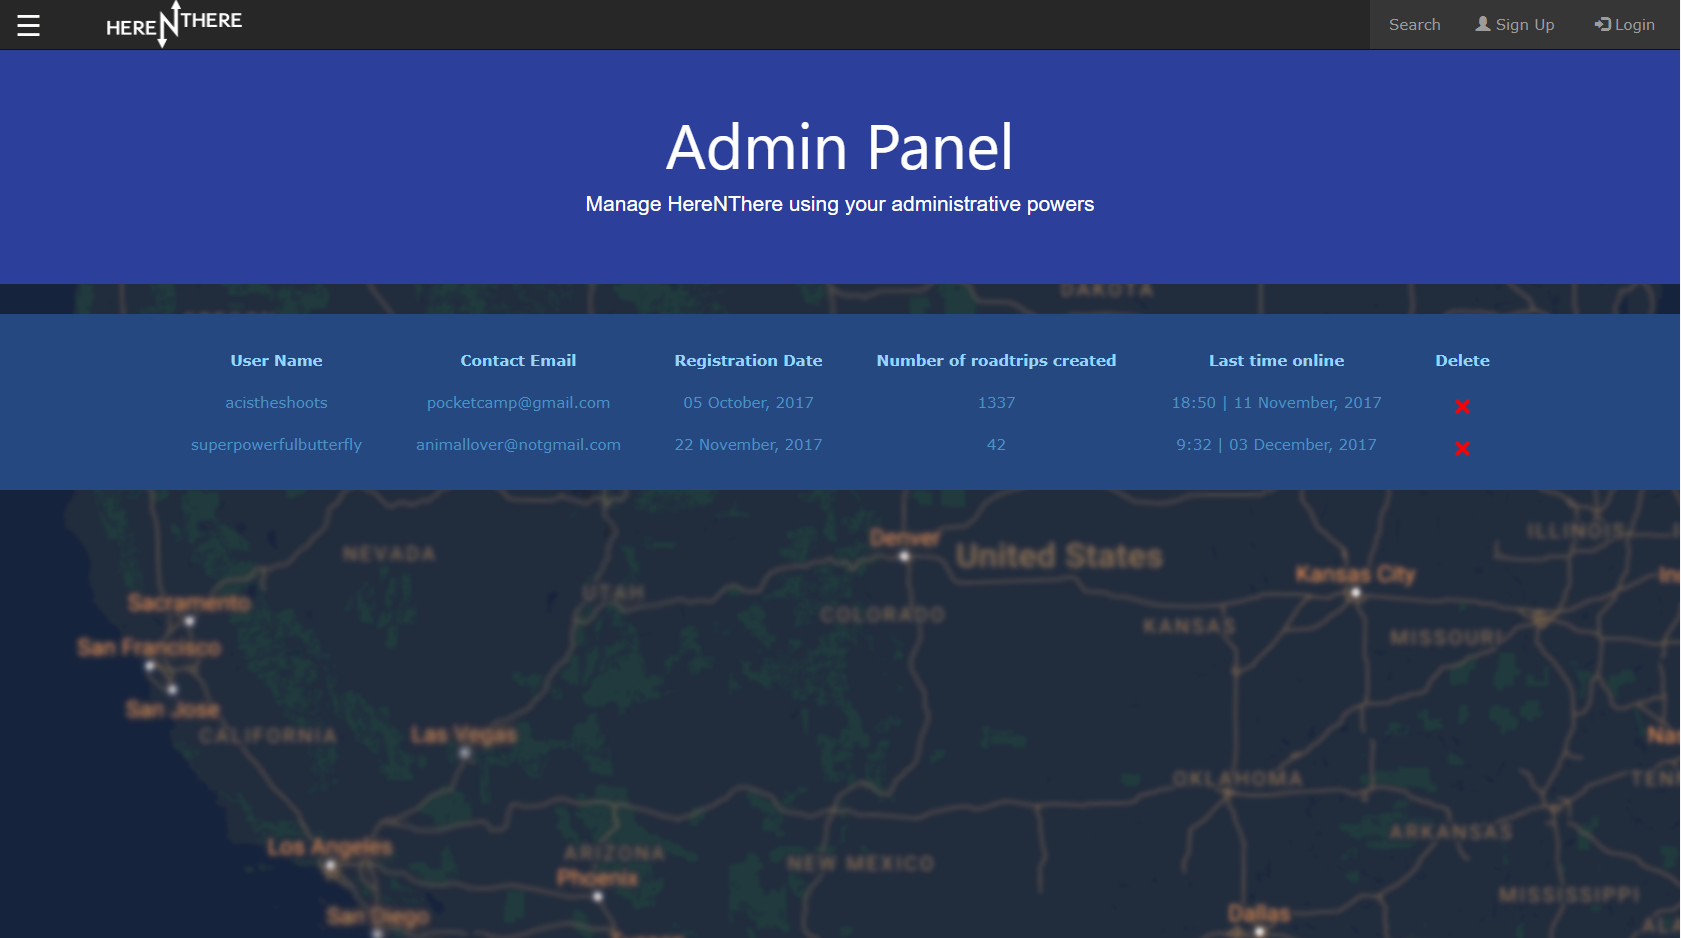 ☰ HERE N THERE Search Sign Up Login
Admin Panel
Manage HereNThere using your administrative powers
DAKOTA
User Name Contact Email Registration Date Number of roadtrips created Last time online Delete
acistheshoots pocketcamp@gmail.com 05 October, 2017 1337 18:50 | 11 November, 2017
superpowerfulbutterfly animallover@notgmail.com 22 November, 2017 42 9:32 | 03 December, 2017
ILLINOIS
Denver
NEVADA United States
Kansas City
UTAH
Sacramento
COLORADO
KANSAS
MISSOURI
San Francisco
San Jose
CALIFORNIA Las Vegas
OKLAHOMA
ARKANSAS
Los Angeles
ARIZONA
NEW MEXICO
Phoenix
MISSISSIPPI
San Diego Dallas